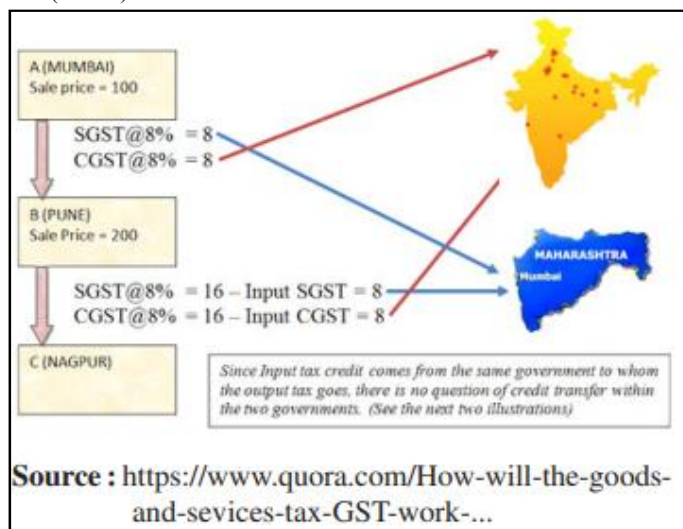 A (MUMBAI)
Sale price = 100
SGST@8% = 8
CGST@8% = 8
B (PUNE)
Sale Price = 200
MAHARASHTRA
Mumbai
SGST@8% = 16 – Input SGST = 8
CGST@8% = 16 – Input CGST = 8
C (NAGPUR)
Since Input tax credit comes from the same government to whom
the output tax goes, there is no question of credit transfer within
the two governments. (See the next two illustrations)
Source : https://www.quora.com/How-will-the-goods-
and-sevices-tax-GST-work-...